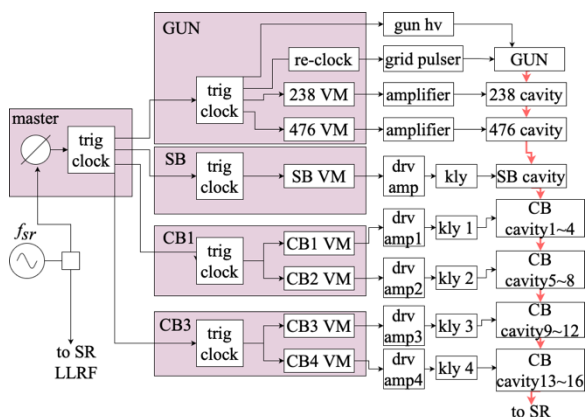 GUN
gun hv
re-clock
grid pulser
GUN
trig
clock
238 VM
amplifier
238 cavity
476 VM
amplifier
476 cavity
master
trig
clock
SB
trig
clock
SB VM
drv
amp
kly
SB cavity
fsr
CB1
trig
clock
CB1 VM
drv
amp1
kly 1
CB
cavity1~4
CB2 VM
drv
amp2
kly 2
CB
cavity5~8
CB3
trig
clock
CB3 VM
drv
amp3
kly 3
CB
cavity9~12
CB4 VM
drv
amp4
kly 4
CB
cavity13~16
to SR
LLRF
to SR